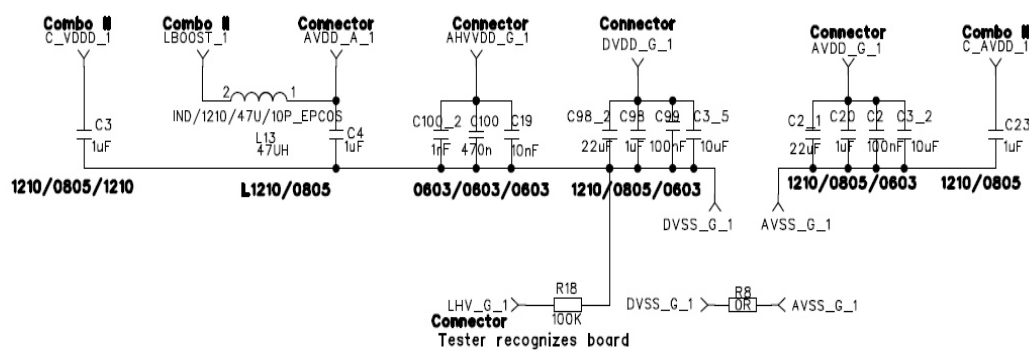 Combo N
C_VDDD_1
Combo N
LBOOST_1
Connector
AVDD_A_1
Connector
AHVVDD_G_1
Connector
DVDD_G_1
Connector
AVDD_G_1
Combo N
C_AVDD_1
2 1
IND/1210/47U/10P_EPCOS
L13
47UH
C3
1uF
C4
1uF
C100_2
1nF
C100
470n
C19
10nF
C98_2
22uF
C98
1uF
C99
100nF
C3_5
10uF
C2_1
22uF
C20
1uF
C2
100nF
C3_2
10uF
C23
1uF
1210/0805/1210
L1210/0805
0603/0603/0603
1210/0805/0603
1210/0805/0603
1210/0805
DVSS_G_1
AVSS_G_1
LHV_G_1
R18
100K
DVSS_G_1
R8
0R
AVSS_G_1
Connector
Tester recognizes board